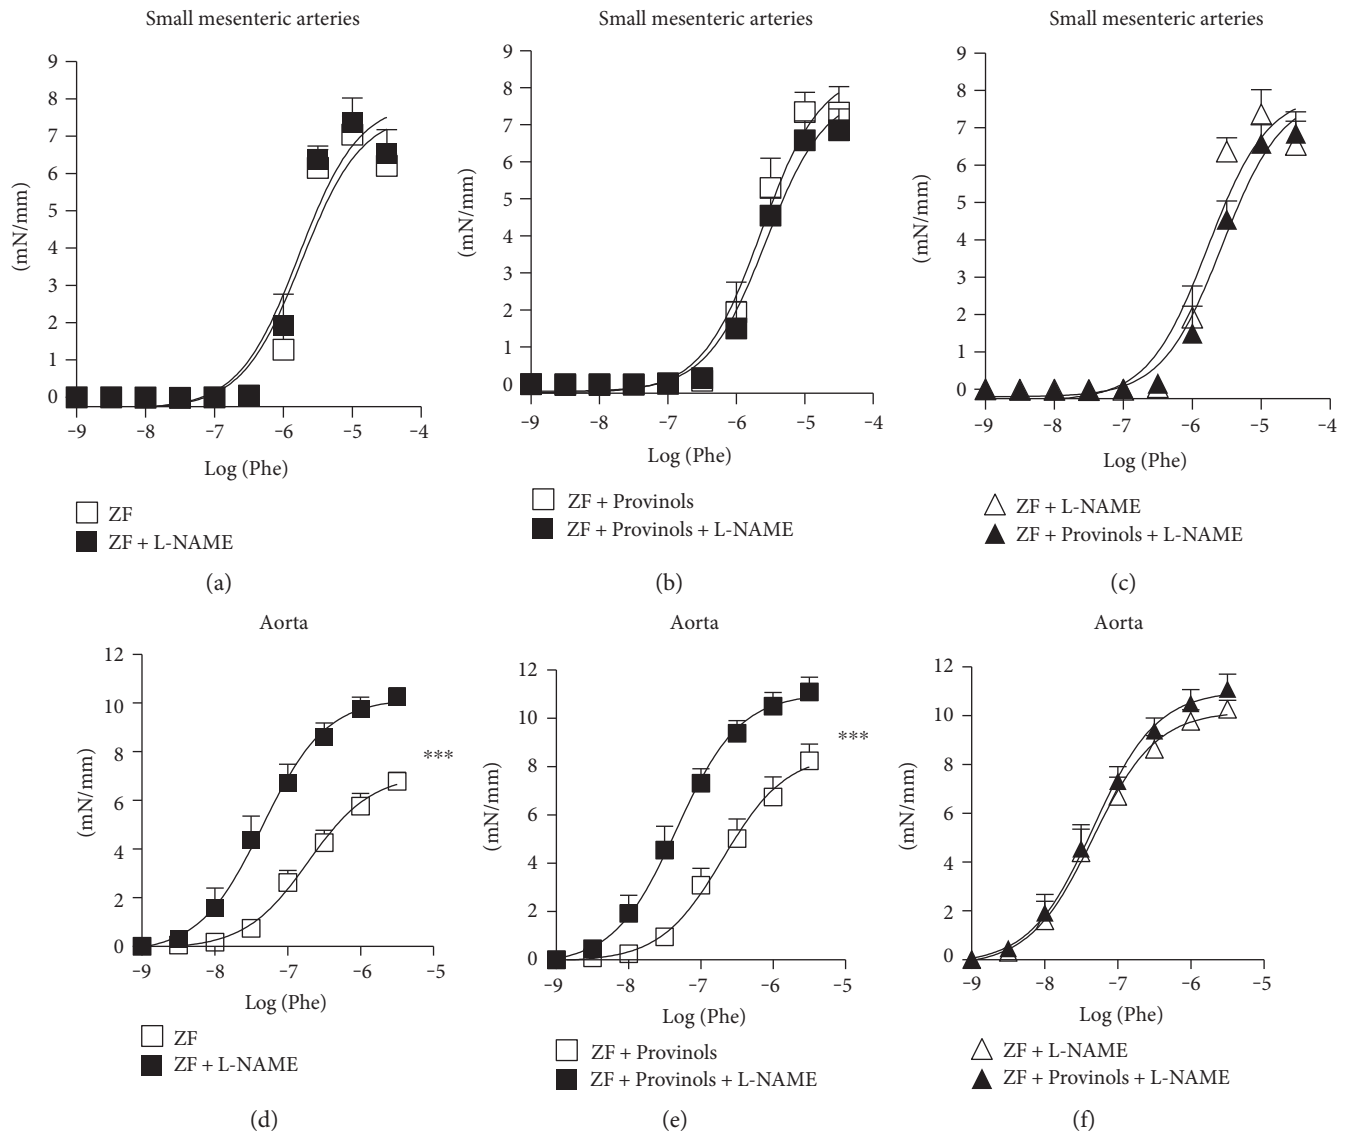 Small mesenteric arteries
9
8
7
6
5
4
3
2
1
0
(mN/mm)
-9 -8 -7 -6 -5 -4
Log (Phe)
ZF
ZF + L-NAME
(a)
Small mesenteric arteries
9
8
7
6
5
4
3
2
1
0
(mN/mm)
-9 -8 -7 -6 -5 -4
Log (Phe)
ZF + Provinols
ZF + Provinols + L-NAME
(b)
Small mesenteric arteries
9
8
7
6
5
4
3
2
1
0
(mN/mm)
-9 -8 -7 -6 -5 -4
Log (Phe)
ZF + L-NAME
ZF + Provinols + L-NAME
(c)
Aorta
12
10
8
6
4
2
0
(mN/mm)
***
-9 -8 -7 -6 -5
Log (Phe)
ZF
ZF + L-NAME
(d)
Aorta
12
10
8
6
4
2
0
(mN/mm)
***
-9 -8 -7 -6 -5
Log (Phe)
ZF + Provinols
ZF + Provinols + L-NAME
(e)
Aorta
12
10
8
6
4
2
0
(mN/mm)
-9 -8 -7 -6 -5
Log (Phe)
ZF + L-NAME
ZF + Provinols + L-NAME
(f)